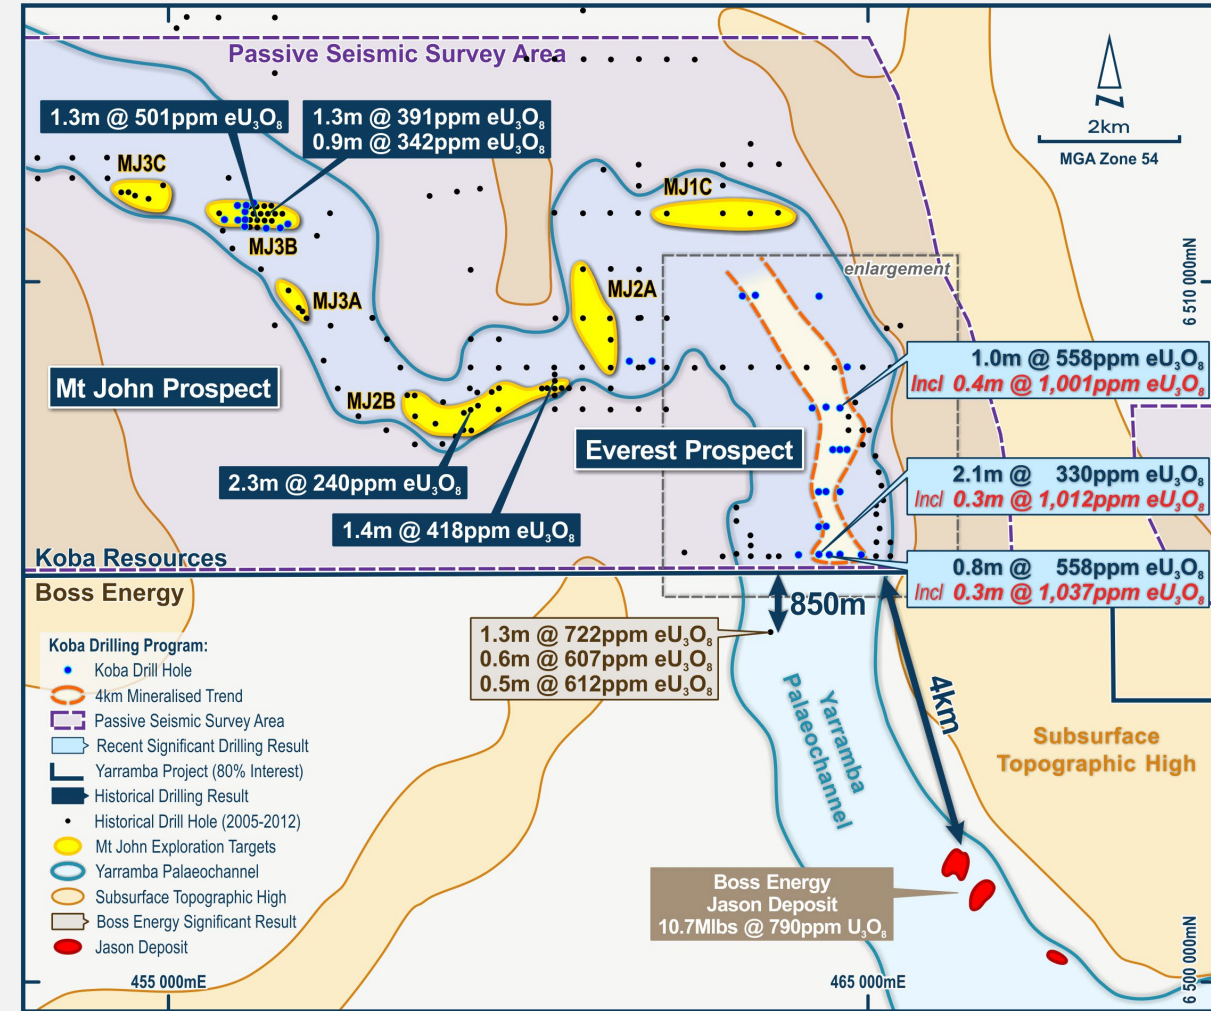 Passive Seismic Survey Area
1.3m @ 501ppm eU₃O₈
1.3m @ 391ppm eU₃O₈
0.9m @ 342ppm eU₃O₈
N
2km
MGA Zone 54
MJ3C
MJ1C
MJ3B
enlargement
6 510 000mN
MJ2A
MJ3A
1.0m @ 558ppm eU₃O₈
Incl 0.4m @ 1,001ppm eU₃O₈
Mt John Prospect
MJ2B
Everest Prospect
2.1m @ 330ppm eU₃O₈
Incl 0.3m @ 1,012ppm eU₃O₈
2.3m @ 240ppm eU₃O₈
1.4m @ 418ppm eU₃O₈
Koba Resources
0.8m @ 558ppm eU₃O₈
Incl 0.3m @ 1,037ppm eU₃O₈
Boss Energy
850m
1.3m @ 722ppm eU₃O₈
0.6m @ 607ppm eU₃O₈
0.5m @ 612ppm eU₃O₈
Koba Drilling Program:
Koba Drill Hole
4km Mineralised Trend
Passive Seismic Survey Area
Recent Significant Drilling Result
Yarramba Project (80% Interest)
Historical Drilling Result
Historical Drill Hole (2005-2012)
Mt John Exploration Targets
Yarramba Palaeochannel
Subsurface Topographic High
Boss Energy Significant Result
Jason Deposit
Yarramba
Palaeochannel
4km
Subsurface
Topographic High
Boss Energy
Jason Deposit
10.7Mlbs @ 790ppm U₃O₈
455 000mE
465 000mE
6 500 000mN